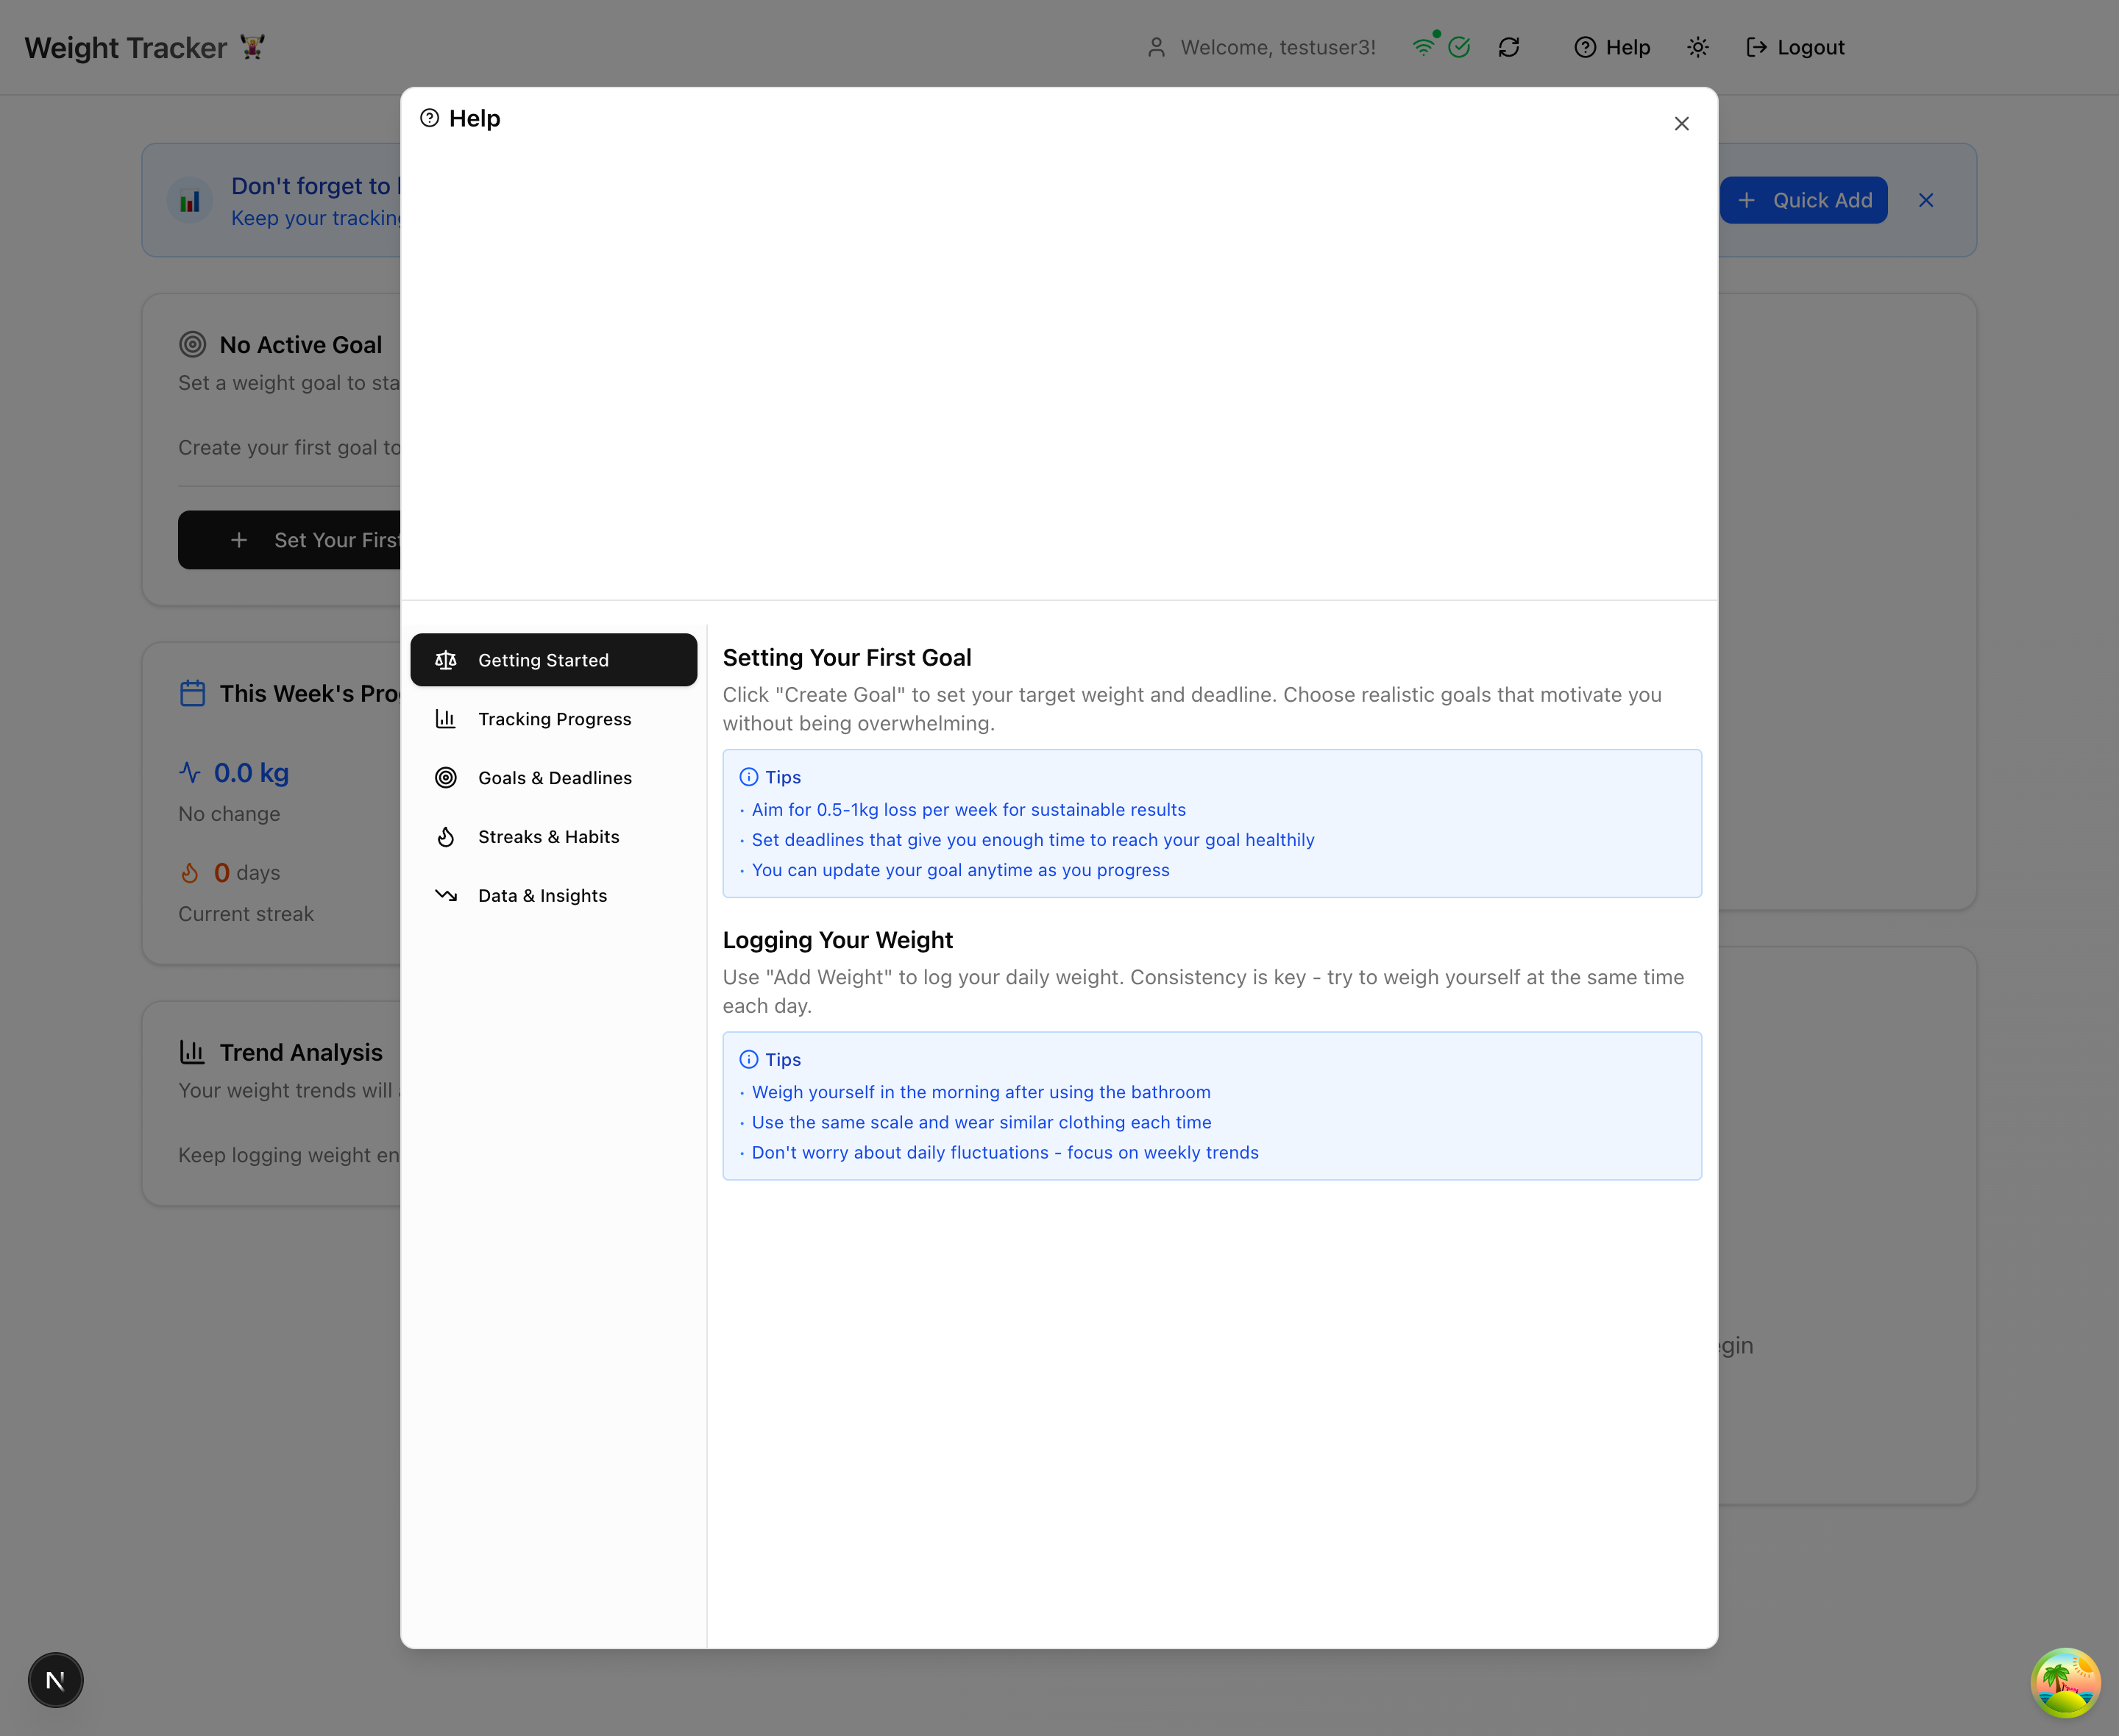 Weight Tracker
Welcome, testuser3!
Help
Logout
Help
Don't forget to
Keep your tracking
Quick Add
No Active Goal
Set a weight goal to sta
Create your first goal to
Set Your First
This Week's Pro
0.0 kg
No change
0 days
Current streak
Trend Analysis
Your weight trends will
Keep logging weight en
Getting Started
Tracking Progress
Goals & Deadlines
Streaks & Habits
Data & Insights
Setting Your First Goal
Click "Create Goal" to set your target weight and deadline. Choose realistic goals that motivate you
without being overwhelming.
Tips
· Aim for 0.5-1kg loss per week for sustainable results
· Set deadlines that give you enough time to reach your goal healthily
· You can update your goal anytime as you progress
Logging Your Weight
Use "Add Weight" to log your daily weight. Consistency is key - try to weigh yourself at the same time
each day.
Tips
· Weigh yourself in the morning after using the bathroom
· Use the same scale and wear similar clothing each time
· Don't worry about daily fluctuations - focus on weekly trends
egin
N